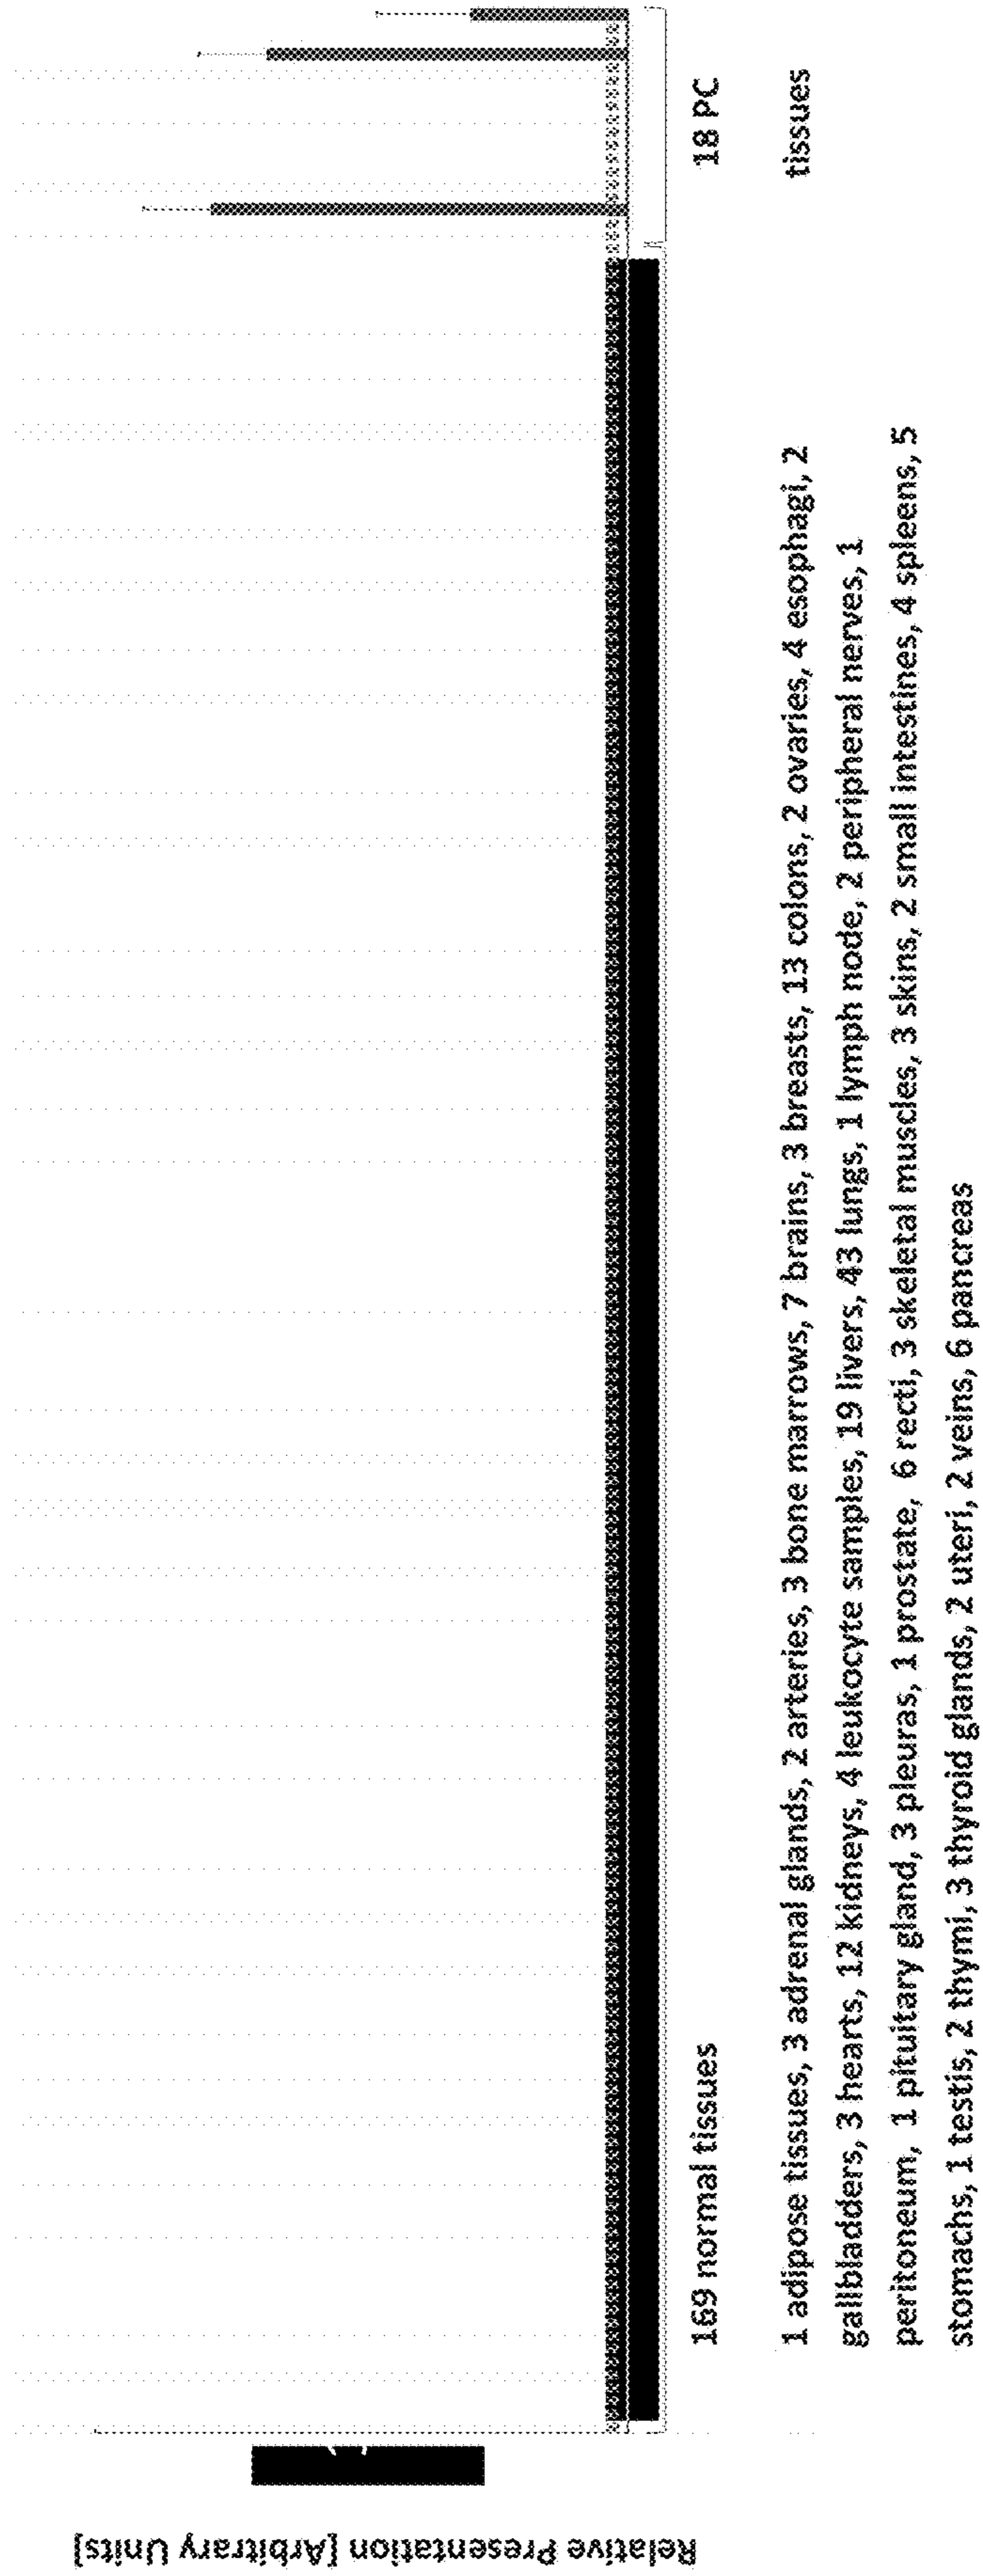 Relative Presentation [Arbitrary Units]
169 normal tissues
18 PC
tissues
1 adipose tissues, 3 adrenal glands, 2 arteries, 3 bone marrows, 7 brains, 3 breasts, 13 colons, 2 ovaries, 4 esophagi, 2
gallbladders, 3 hearts, 12 kidneys, 4 leukocyte samples, 19 livers, 43 lungs, 1 lymph node, 2 peripheral nerves, 1
peritoneum, 1 pituitary gland, 3 pleuras, 1 prostate, 6 recti, 3 skeletal muscles, 3 skins, 2 small intestines, 4 spleens, 5
stomachs, 1 testis, 2 thymi, 3 thyroid glands, 2 uteri, 2 veins, 6 pancreas